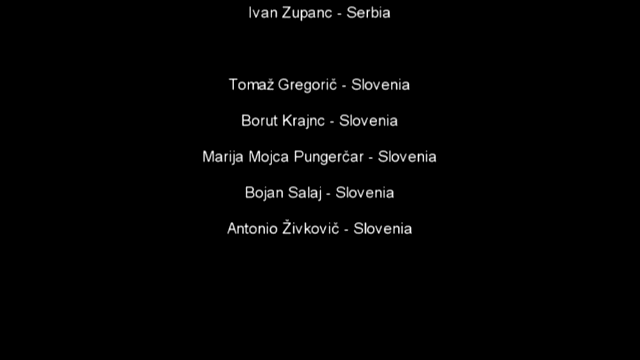 Ivan Zupanc - Serbia
Tomaž Gregorič - Slovenia
Borut Krajnc - Slovenia
Marija Mojca Pungerčar - Slovenia
Bojan Salaj - Slovenia
Antonio Živkovič - Slovenia